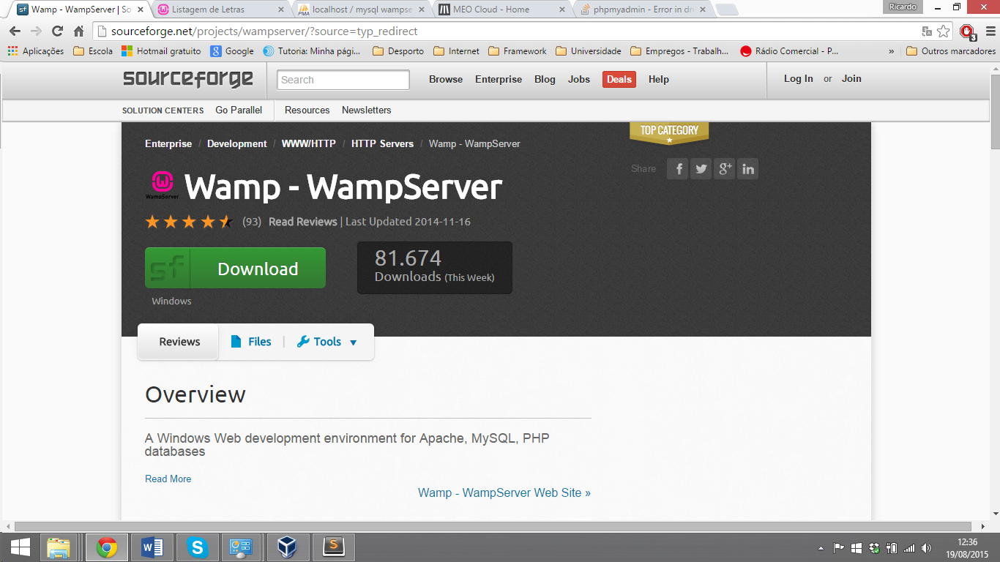 Wamp - WampServer | So
Listagem de Letras
localhost / mysql wampse
MEO Cloud - Home
phpmyadmin - Error in dr
Ricardo
sourceforge.net/projects/wampserver/?source=typ_redirect
3
Aplicações Escola Hotmail gratuito Google Tutoria: Minha pági... Desporto Internet Framework Universidade Empregos - Trabalh... Rádio Comercial - P... » Outros marcadores
sourceforge Search Browse Enterprise Blog Jobs Deals Help Log In or Join
SOLUTION CENTERS Go Parallel Resources Newsletters
TOP CATEGORY
Enterprise / Development / WWW/HTTP / HTTP Servers / Wamp - WampServer
Share
WampServer
Wamp - WampServer
(93) Read Reviews | Last Updated 2014-11-16
sf Download
81.674
Downloads (This Week)
Windows
Reviews Files | Tools
Overview
A Windows Web development environment for Apache, MySQL, PHP
databases
Read More
Wamp - WampServer Web Site »
12:36
19/08/2015